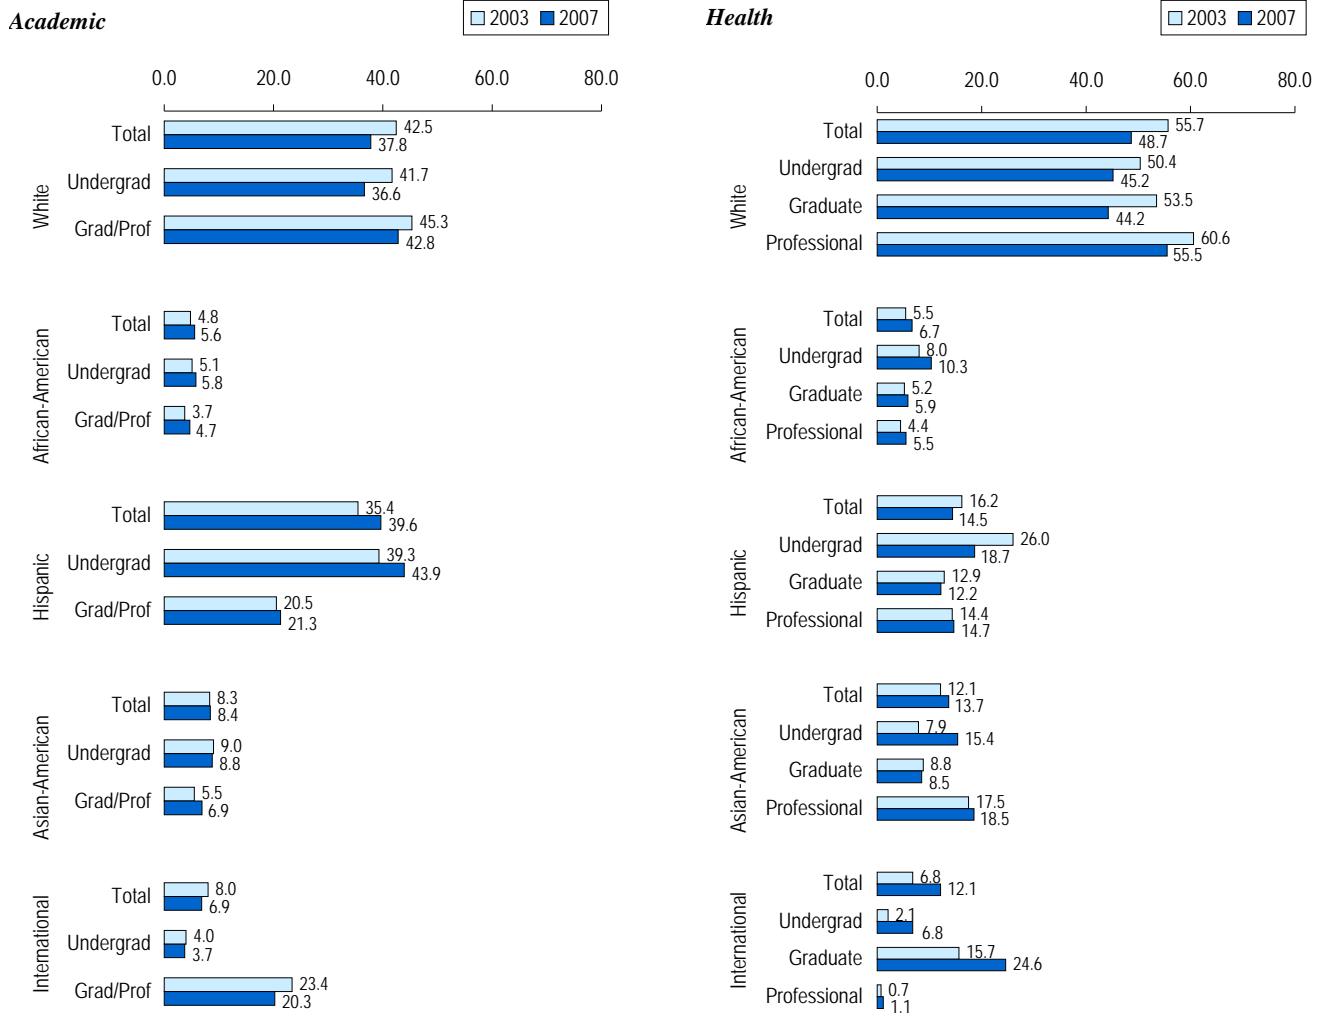 Academic
2003 2007
0.0 20.0 40.0 60.0 80.0
White
Total 42.5
37.8
Undergrad 41.7
36.6
Grad/Prof 45.3
42.8
African-American
Total 4.8
5.6
Undergrad 5.1
5.8
Grad/Prof 3.7
4.7
Hispanic
Total 35.4
39.6
Undergrad 39.3
43.9
Grad/Prof 20.5
21.3
Asian-American
Total 8.3
8.4
Undergrad 9.0
8.8
Grad/Prof 5.5
6.9
International
Total 8.0
6.9
Undergrad 4.0
3.7
Grad/Prof 23.4
20.3
Health
2003 2007
0.0 20.0 40.0 60.0 80.0
White
Total 55.7
48.7
Undergrad 50.4
45.2
Graduate 53.5
44.2
Professional 60.6
55.5
African-American
Total 5.5
6.7
Undergrad 8.0
10.3
Graduate 5.2
5.9
Professional 4.4
5.5
Hispanic
Total 16.2
14.5
Undergrad 26.0
18.7
Graduate 12.9
12.2
Professional 14.4
14.7
Asian-American
Total 12.1
13.7
Undergrad 7.9
15.4
Graduate 8.8
8.5
Professional 17.5
18.5
International
Total 6.8
12.1
Undergrad 2.1
6.8
Graduate 15.7
24.6
Professional 0.7
1.1